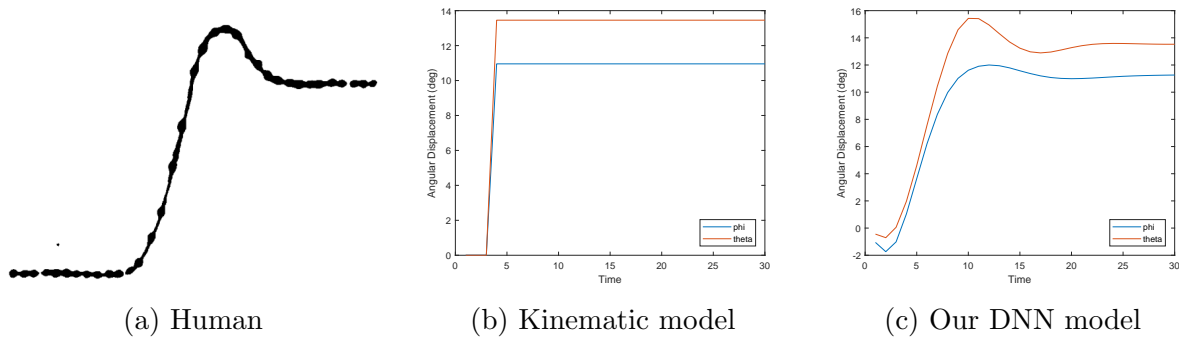 14
12
10
8
6
4
2
0
Angular Displacement (deg)
0 5 10 15 20 25 30
Time
phi
theta
16
14
12
10
8
6
4
2
0
-2
Angular Displacement (deg)
0 5 10 15 20 25 30
Time
phi
theta
(a) Human
(b) Kinematic model
(c) Our DNN model